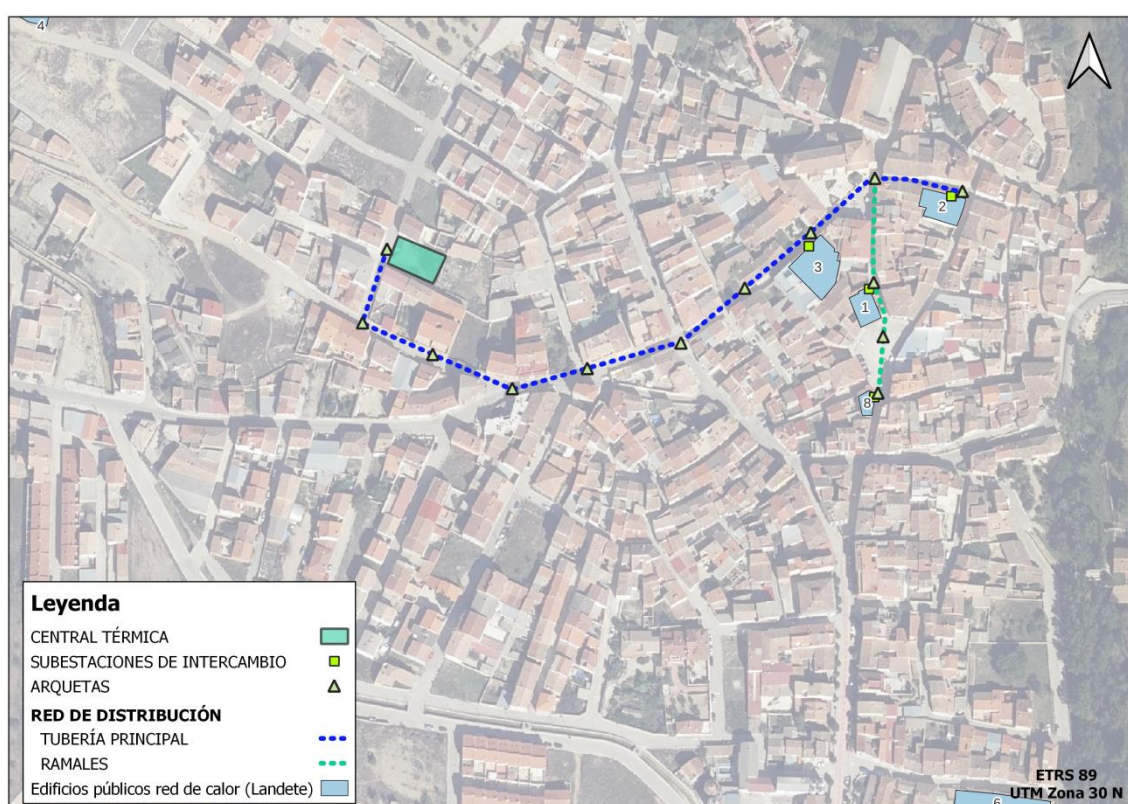 4
2
3
1
8
Leyenda
CENTRAL TÉRMICA
SUBESTACIONES DE INTERCAMBIO
ARQUETAS
RED DE DISTRIBUCIÓN
TUBERÍA PRINCIPAL
RAMALES
Edificios públicos red de calor (Landete)
ETRS 89
UTM Zona 30 N
6